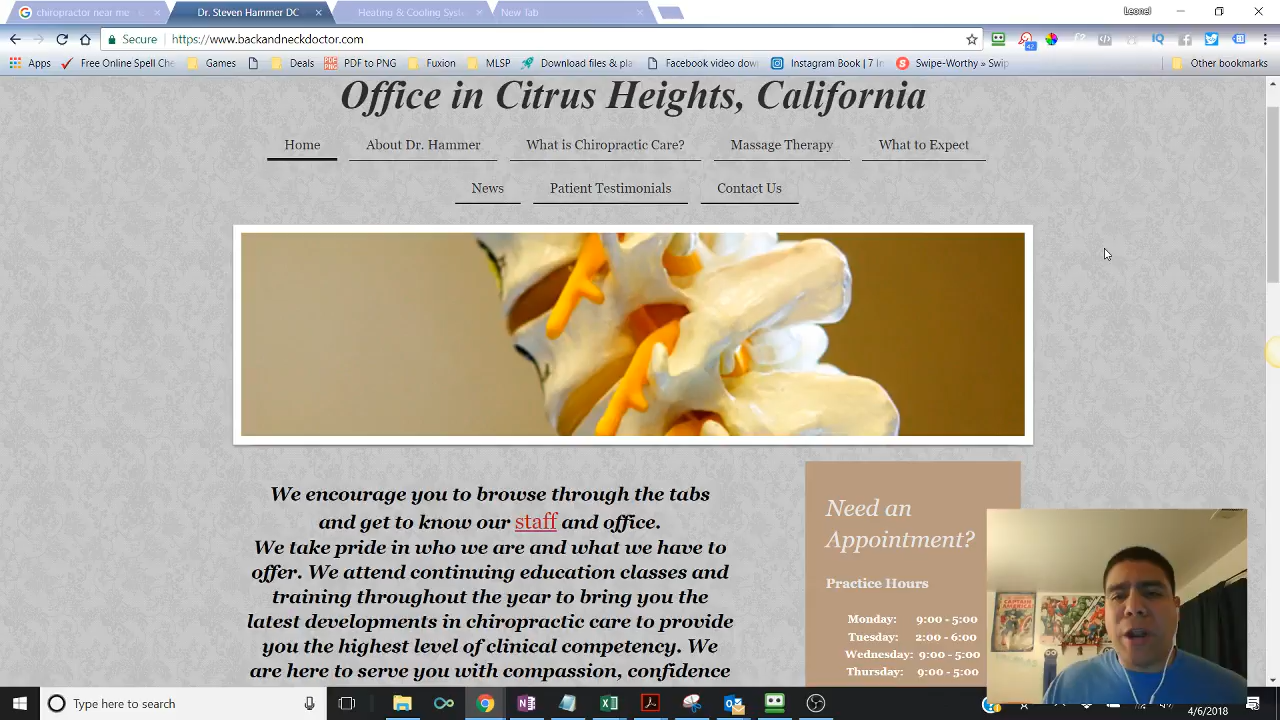 chiropractor near me
Dr. Steven Hammer DC
Heating & Cooling Syste
New Tab
Leonel
Secure
https://www.backandneckdoctor.com
42
Apps
Free Online Spell Che
Games
Deals
PDF to PNG
Fuxion
MLSP
Download files & pla
Facebook video dow
Instagram Book | 7 In
Swipe-Worthy » Swip
Other bookmarks
Office in Citrus Heights, California
Home
About Dr. Hammer
What is Chiropractic Care?
Massage Therapy
What to Expect
News
Patient Testimonials
Contact Us
We encourage you to browse through the tabs
and get to know our staff and office.
We take pride in who we are and what we have to
offer. We attend continuing education classes and
training throughout the year to bring you the
latest developments in chiropractic care to provide
you the highest level of clinical competency. We
are here to serve you with compassion, confidence
Need an
Appointment?
Practice Hours
Monday: 9:00 - 5:00
Tuesday: 2:00 - 6:00
Wednesday: 9:00 - 5:00
Thursday: 9:00 - 5:00
CAPTAIN
AMERICA
Type here to search
4/6/2018